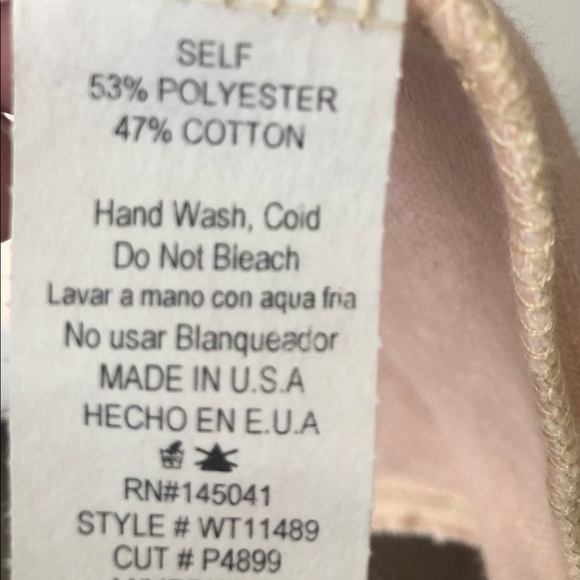 SELF
53% POLYESTER
47% COTTON
Hand Wash, Cold
Do Not Bleach
Lavar a mano con aqua fria
No usar Blanqueador
MADE IN U.S.A
HECHO EN E.U.A
RN#145041
STYLE # WT11489
CUT # P4899